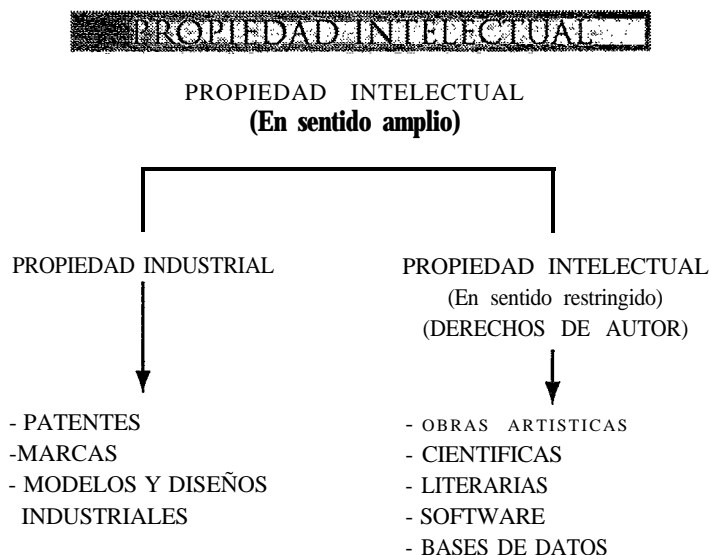 PROPIEDAD INTELECTUAL
PROPIEDAD INTELECTUAL
(En sentido amplio)
PROPIEDAD INDUSTRIAL
- PATENTES
-MARCAS
- MODELOS Y DISEÑOS
INDUSTRIALES
PROPIEDAD INTELECTUAL
(En sentido restringido)
(DERECHOS DE AUTOR)
- OBRAS ARTISTICAS
- CIENTIFICAS
- LITERARIAS
- SOFTWARE
- BASES DE DATOS